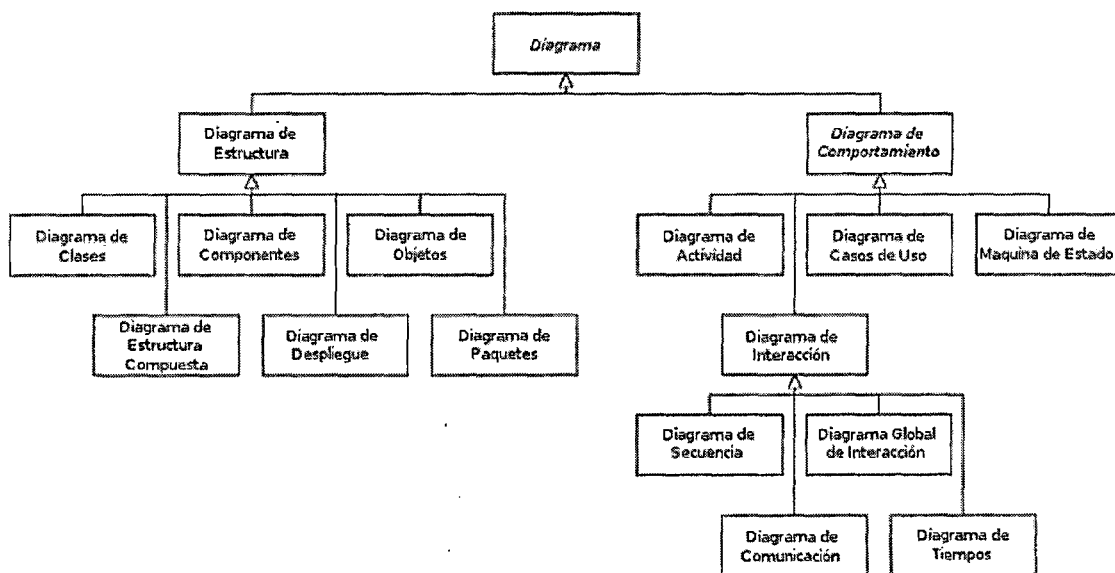 Diagrama
Diagrama de
Estructura
Diagrama de
Comportamiento
Diagrama de
Clases
Diagrama de
Componentes
Diagrama de
Objetos
Diagrama de
Actividad
Diagrama de
Casos de Uso
Diagrama de
Maquina de Estado
Diagrama de
Estructura
Compuesta
Diagrama de
Despliegue
Diagrama de
Paquetes
Diagrama de
Interacción
Diagrama de
Secuencia
Diagrama Global
de Interacción
Diagrama de
Comunicación
Diagrama de
Tiempos